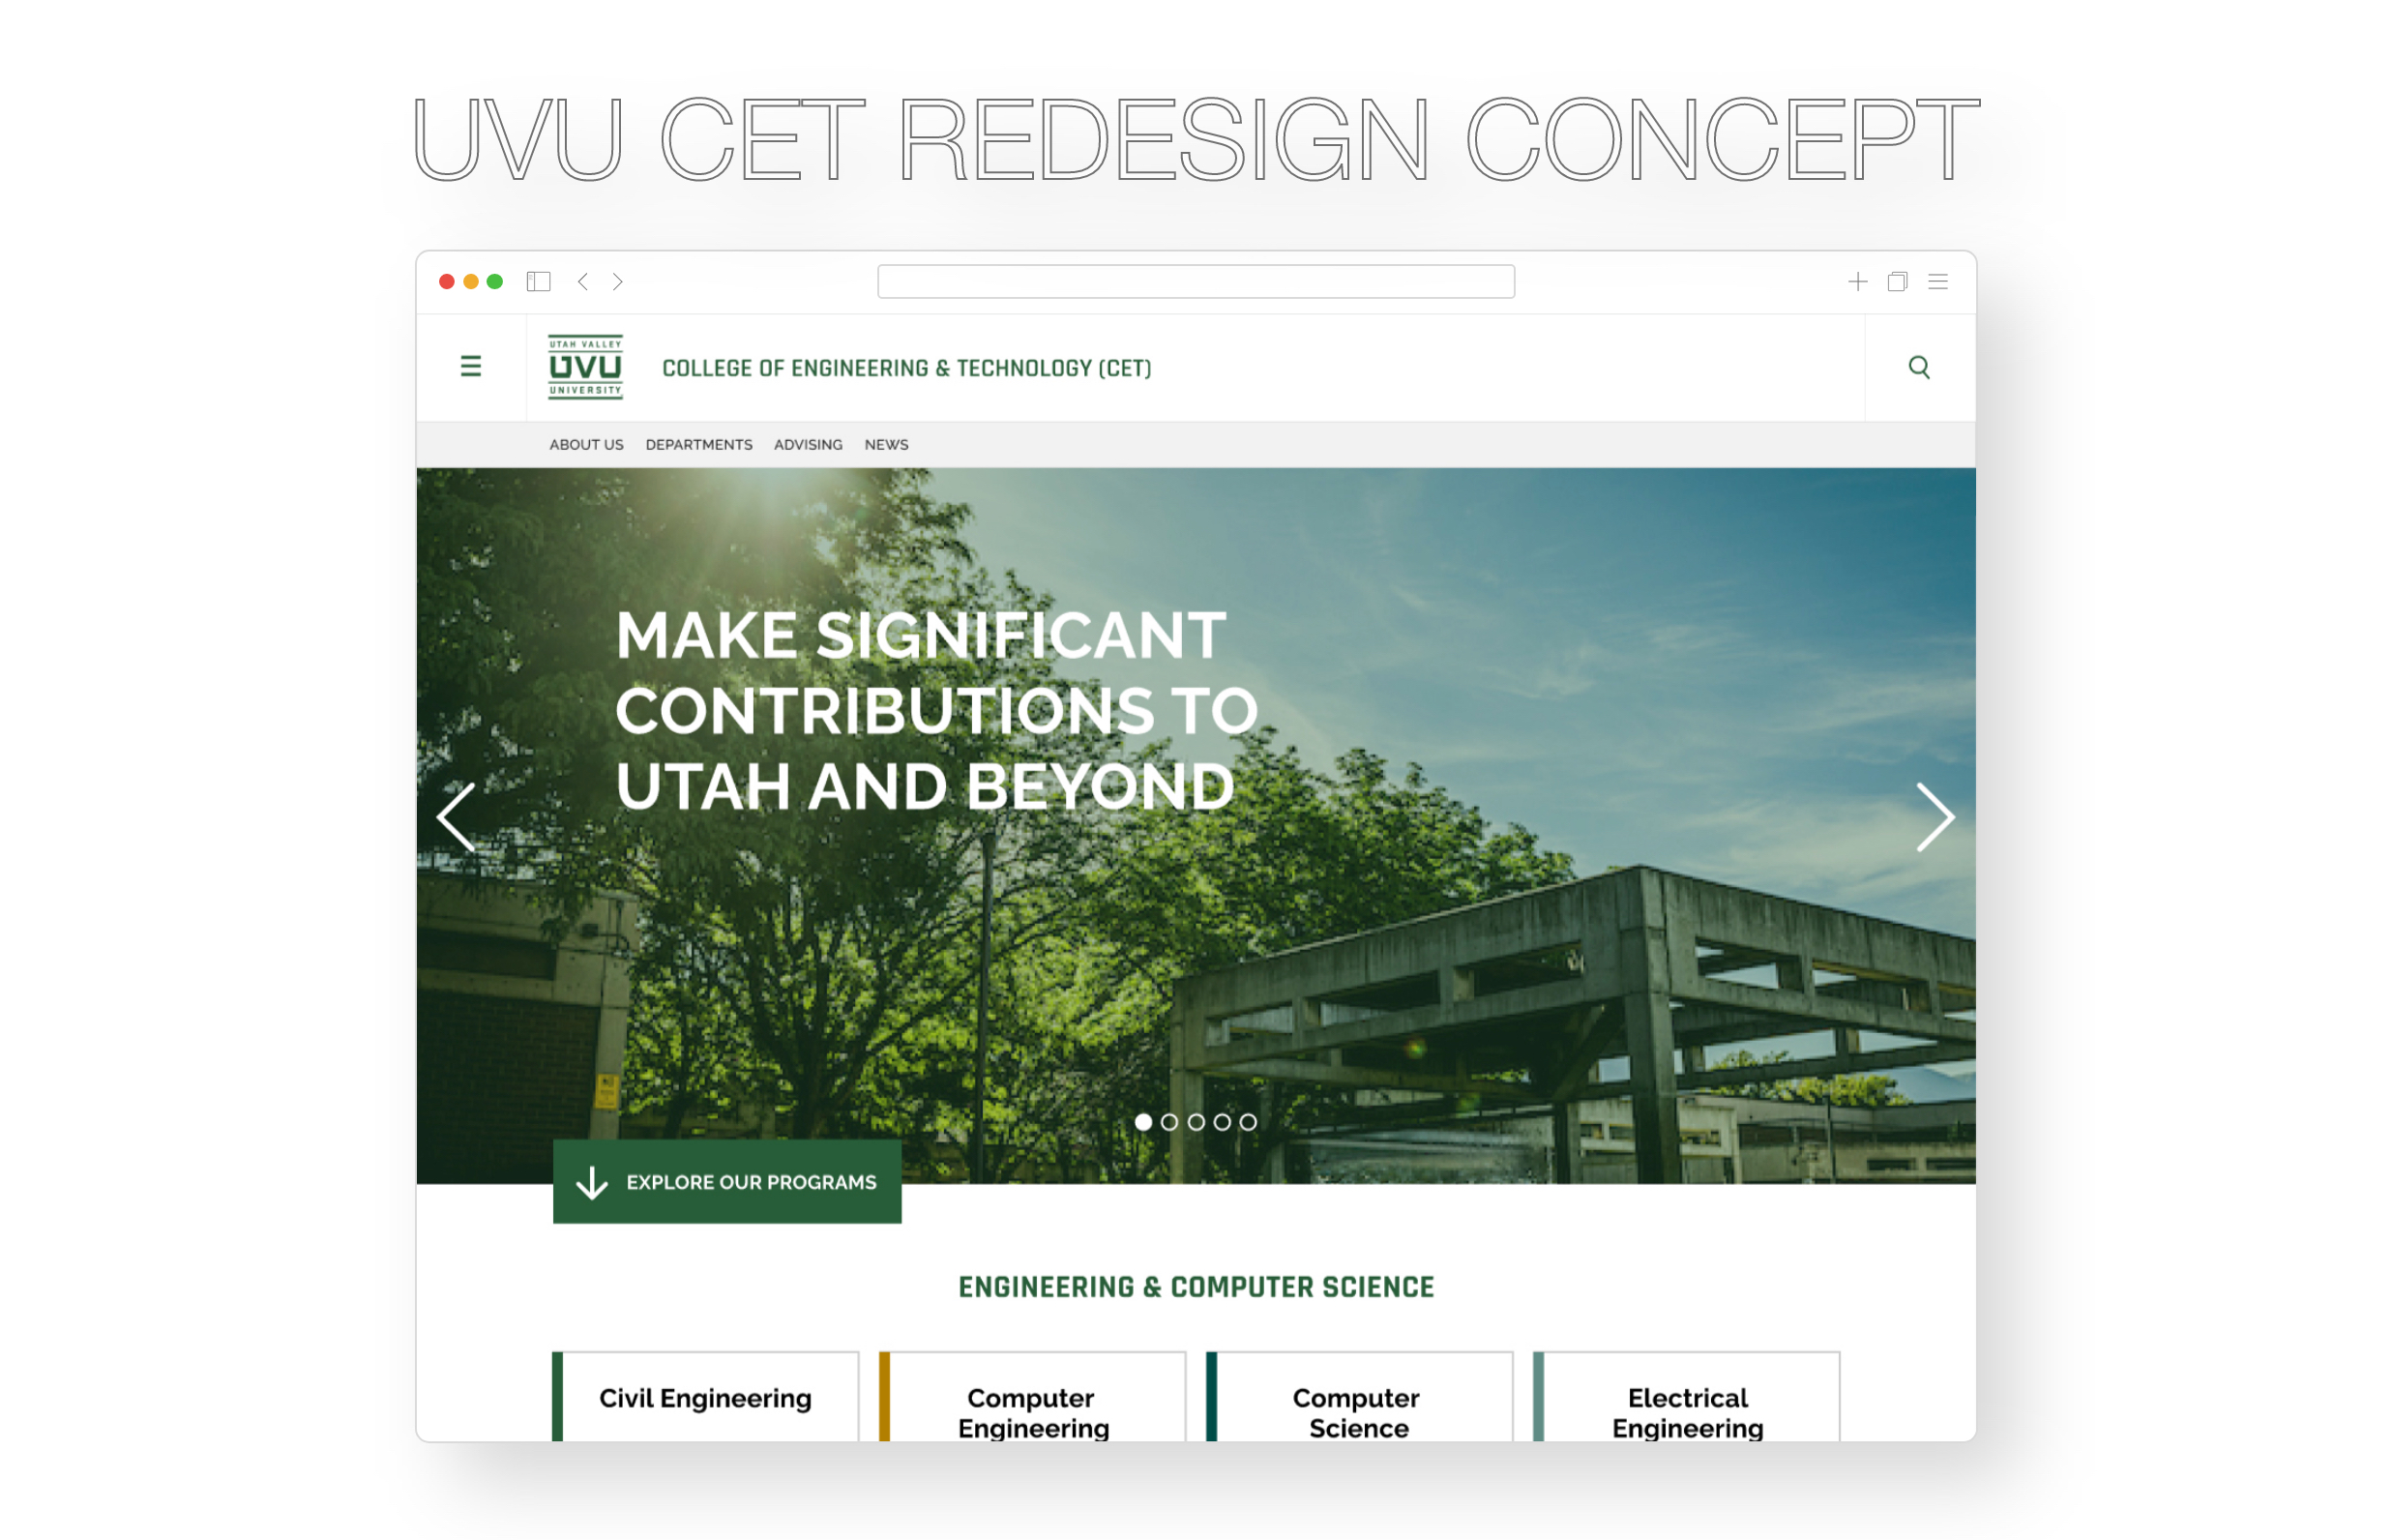 UVU CET REDESIGN CONCEPT
UTAH VALLEY
UVU
UNIVERSITY
COLLEGE OF ENGINEERING & TECHNOLOGY (CET)
ABOUT US DEPARTMENTS ADVISING NEWS
MAKE SIGNIFICANT
CONTRIBUTIONS TO
UTAH AND BEYOND
EXPLORE OUR PROGRAMS
ENGINEERING & COMPUTER SCIENCE
Civil Engineering
Computer
Engineering
Computer
Science
Electrical
Engineering